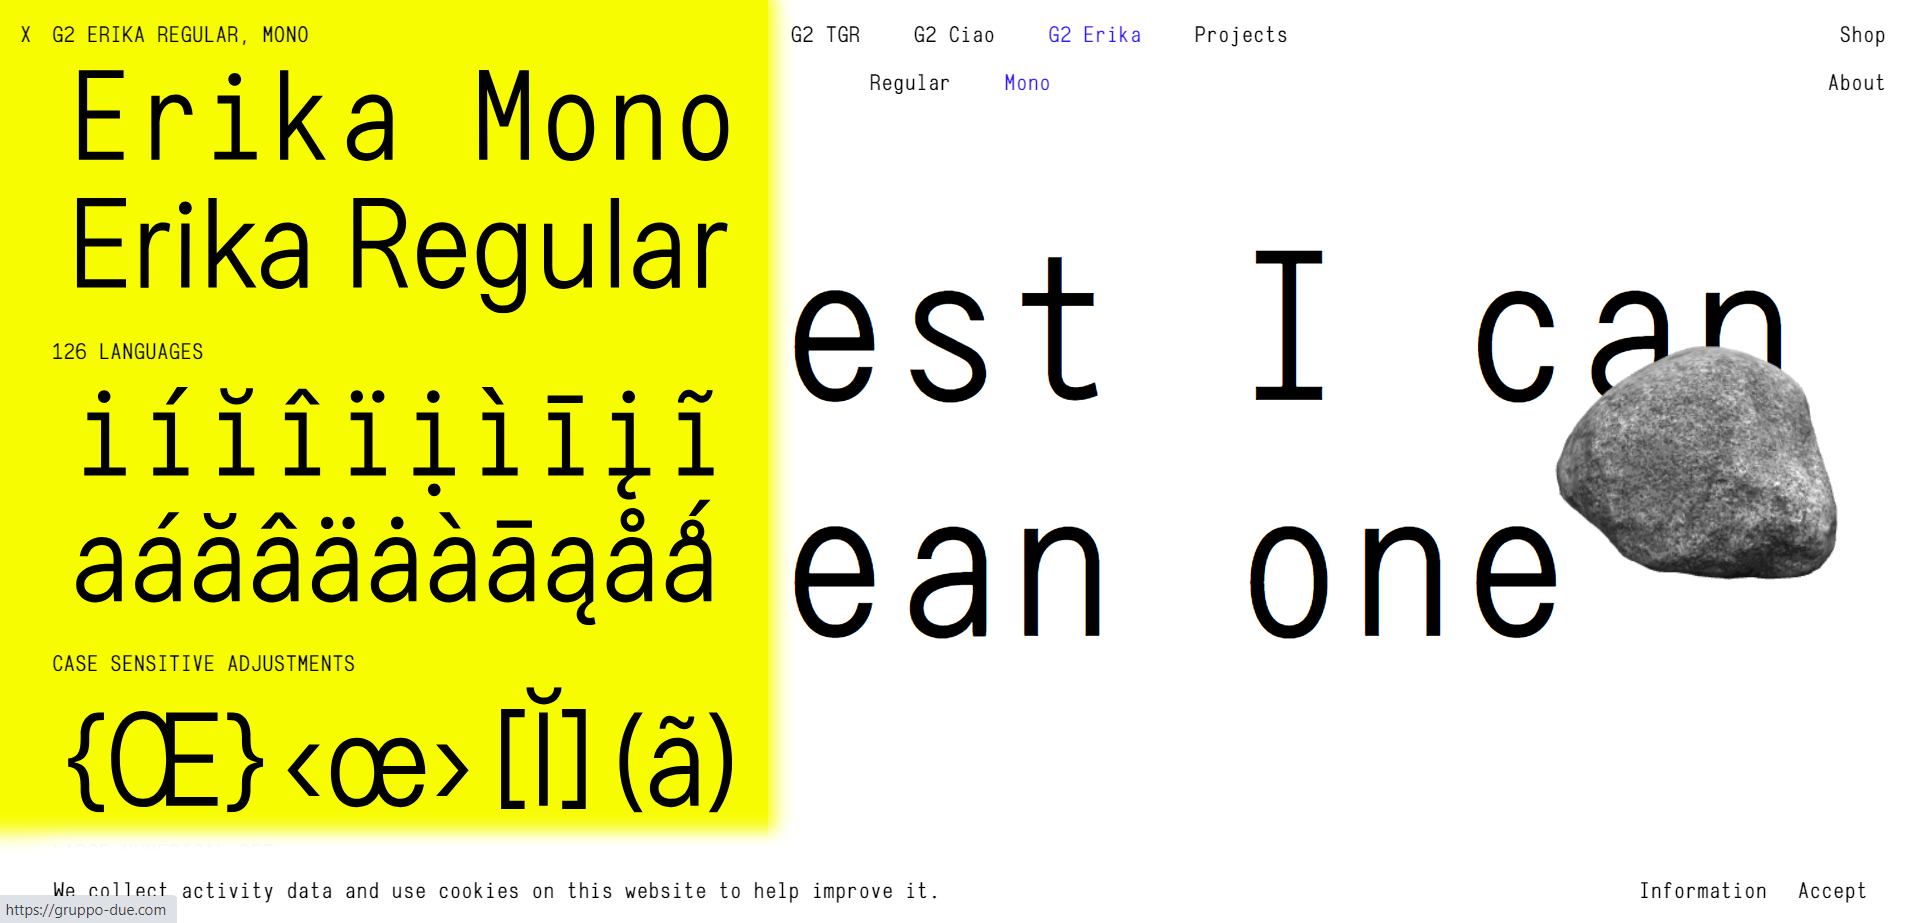 X G2 ERIKA REGULAR, MONO
Erika Mono
Erika Regular
126 LANGUAGES
i í ĭ î ï ị ì ī į ĩ
aáăâäȧàāąåǻ
CASE SENSITIVE ADJUSTMENTS
{Œ}‹œ›[Ĭ](ã)
G2 TGR G2 Ciao G2 Erika Projects Shop
Regular Mono About
est I can
ean one
We collect activity data and use cookies on this website to help improve it. Information Accept
https://gruppo-due.com